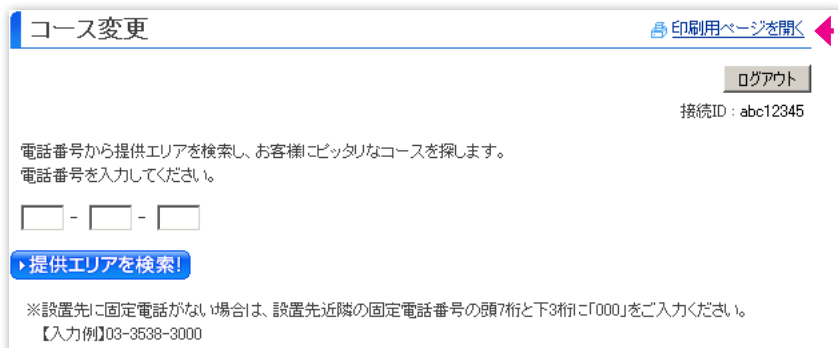 コース変更
印刷用ページを開く
ログアウト
接続ID：abc12345
電話番号から提供エリアを検索し、お客様にピッタリなコースを探します。
電話番号を入力してください。
- -
提供エリアを検索!
※設置先に固定電話がない場合は、設置先近隣の固定電話番号の頭7桁と下3桁に「000」をご入力ください。
【入力例】03-3538-3000